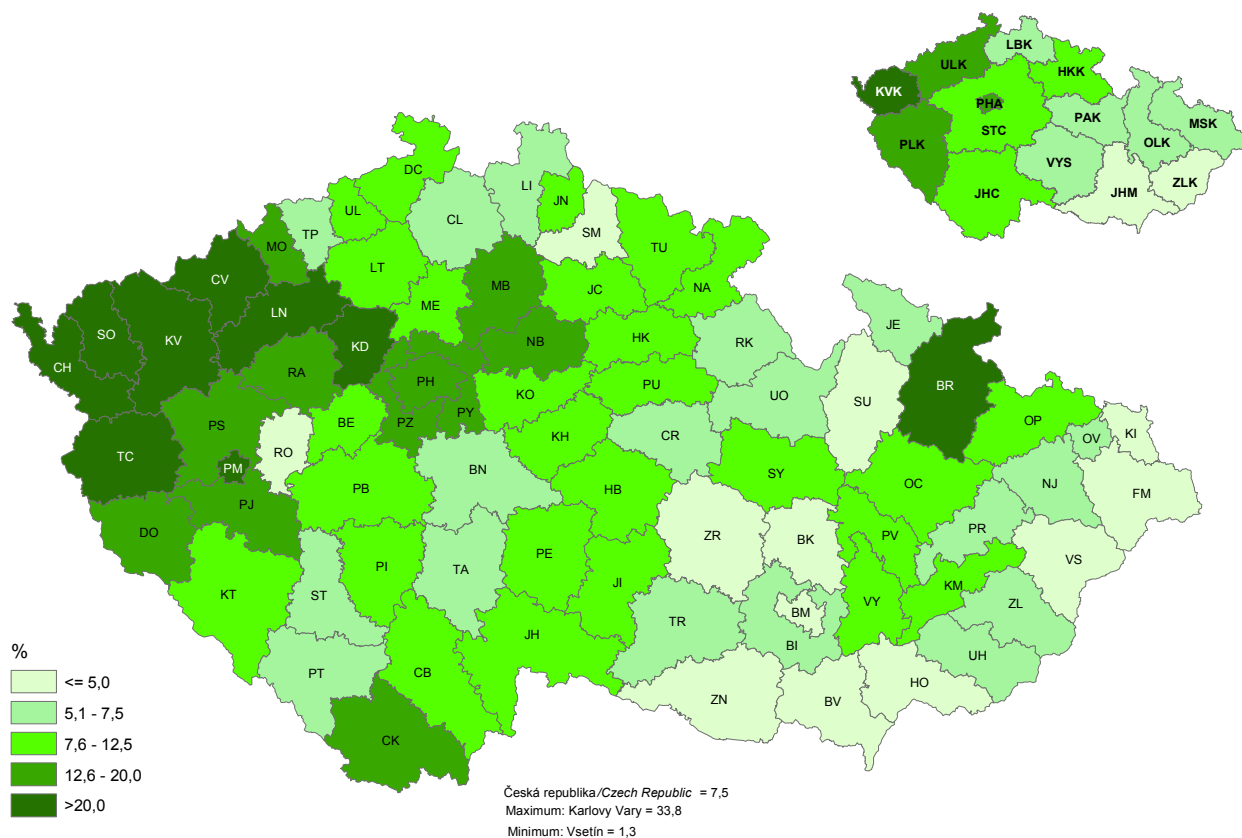 LBK
ULK
HKK
KVK
PHA
PAK
MSK
STC
OLK
PLK
VYS
ZLK
JHM
JHC
DC
LI
JN
UL
CL
TP
SM
MO
TU
LT
CV
MB
JC
NA
ME
LN
JE
SO
HK
KV
NB
RK
KD
CH
RA
PH
PU
BR
UO
KO
SU
PY
PZ
BE
PS
OP
KH
CR
KI
OV
RO
TC
PM
BN
SY
NJ
OC
PB
HB
FM
PJ
PR
DO
ZR
BK
PV
PE
VS
PI
TA
JI
KM
KT
ST
VY
ZL
BM
TR
JH
BI
UH
%
PT
CB
HO
<= 5,0
ZN
BV
5,1 - 7,5
7,6 - 12,5
CK
12,6 - 20,0
>20,0
Česká republika/Czech Republic = 7,5
Maximum: Karlovy Vary = 33,8
Minimum: Vsetín = 1,3